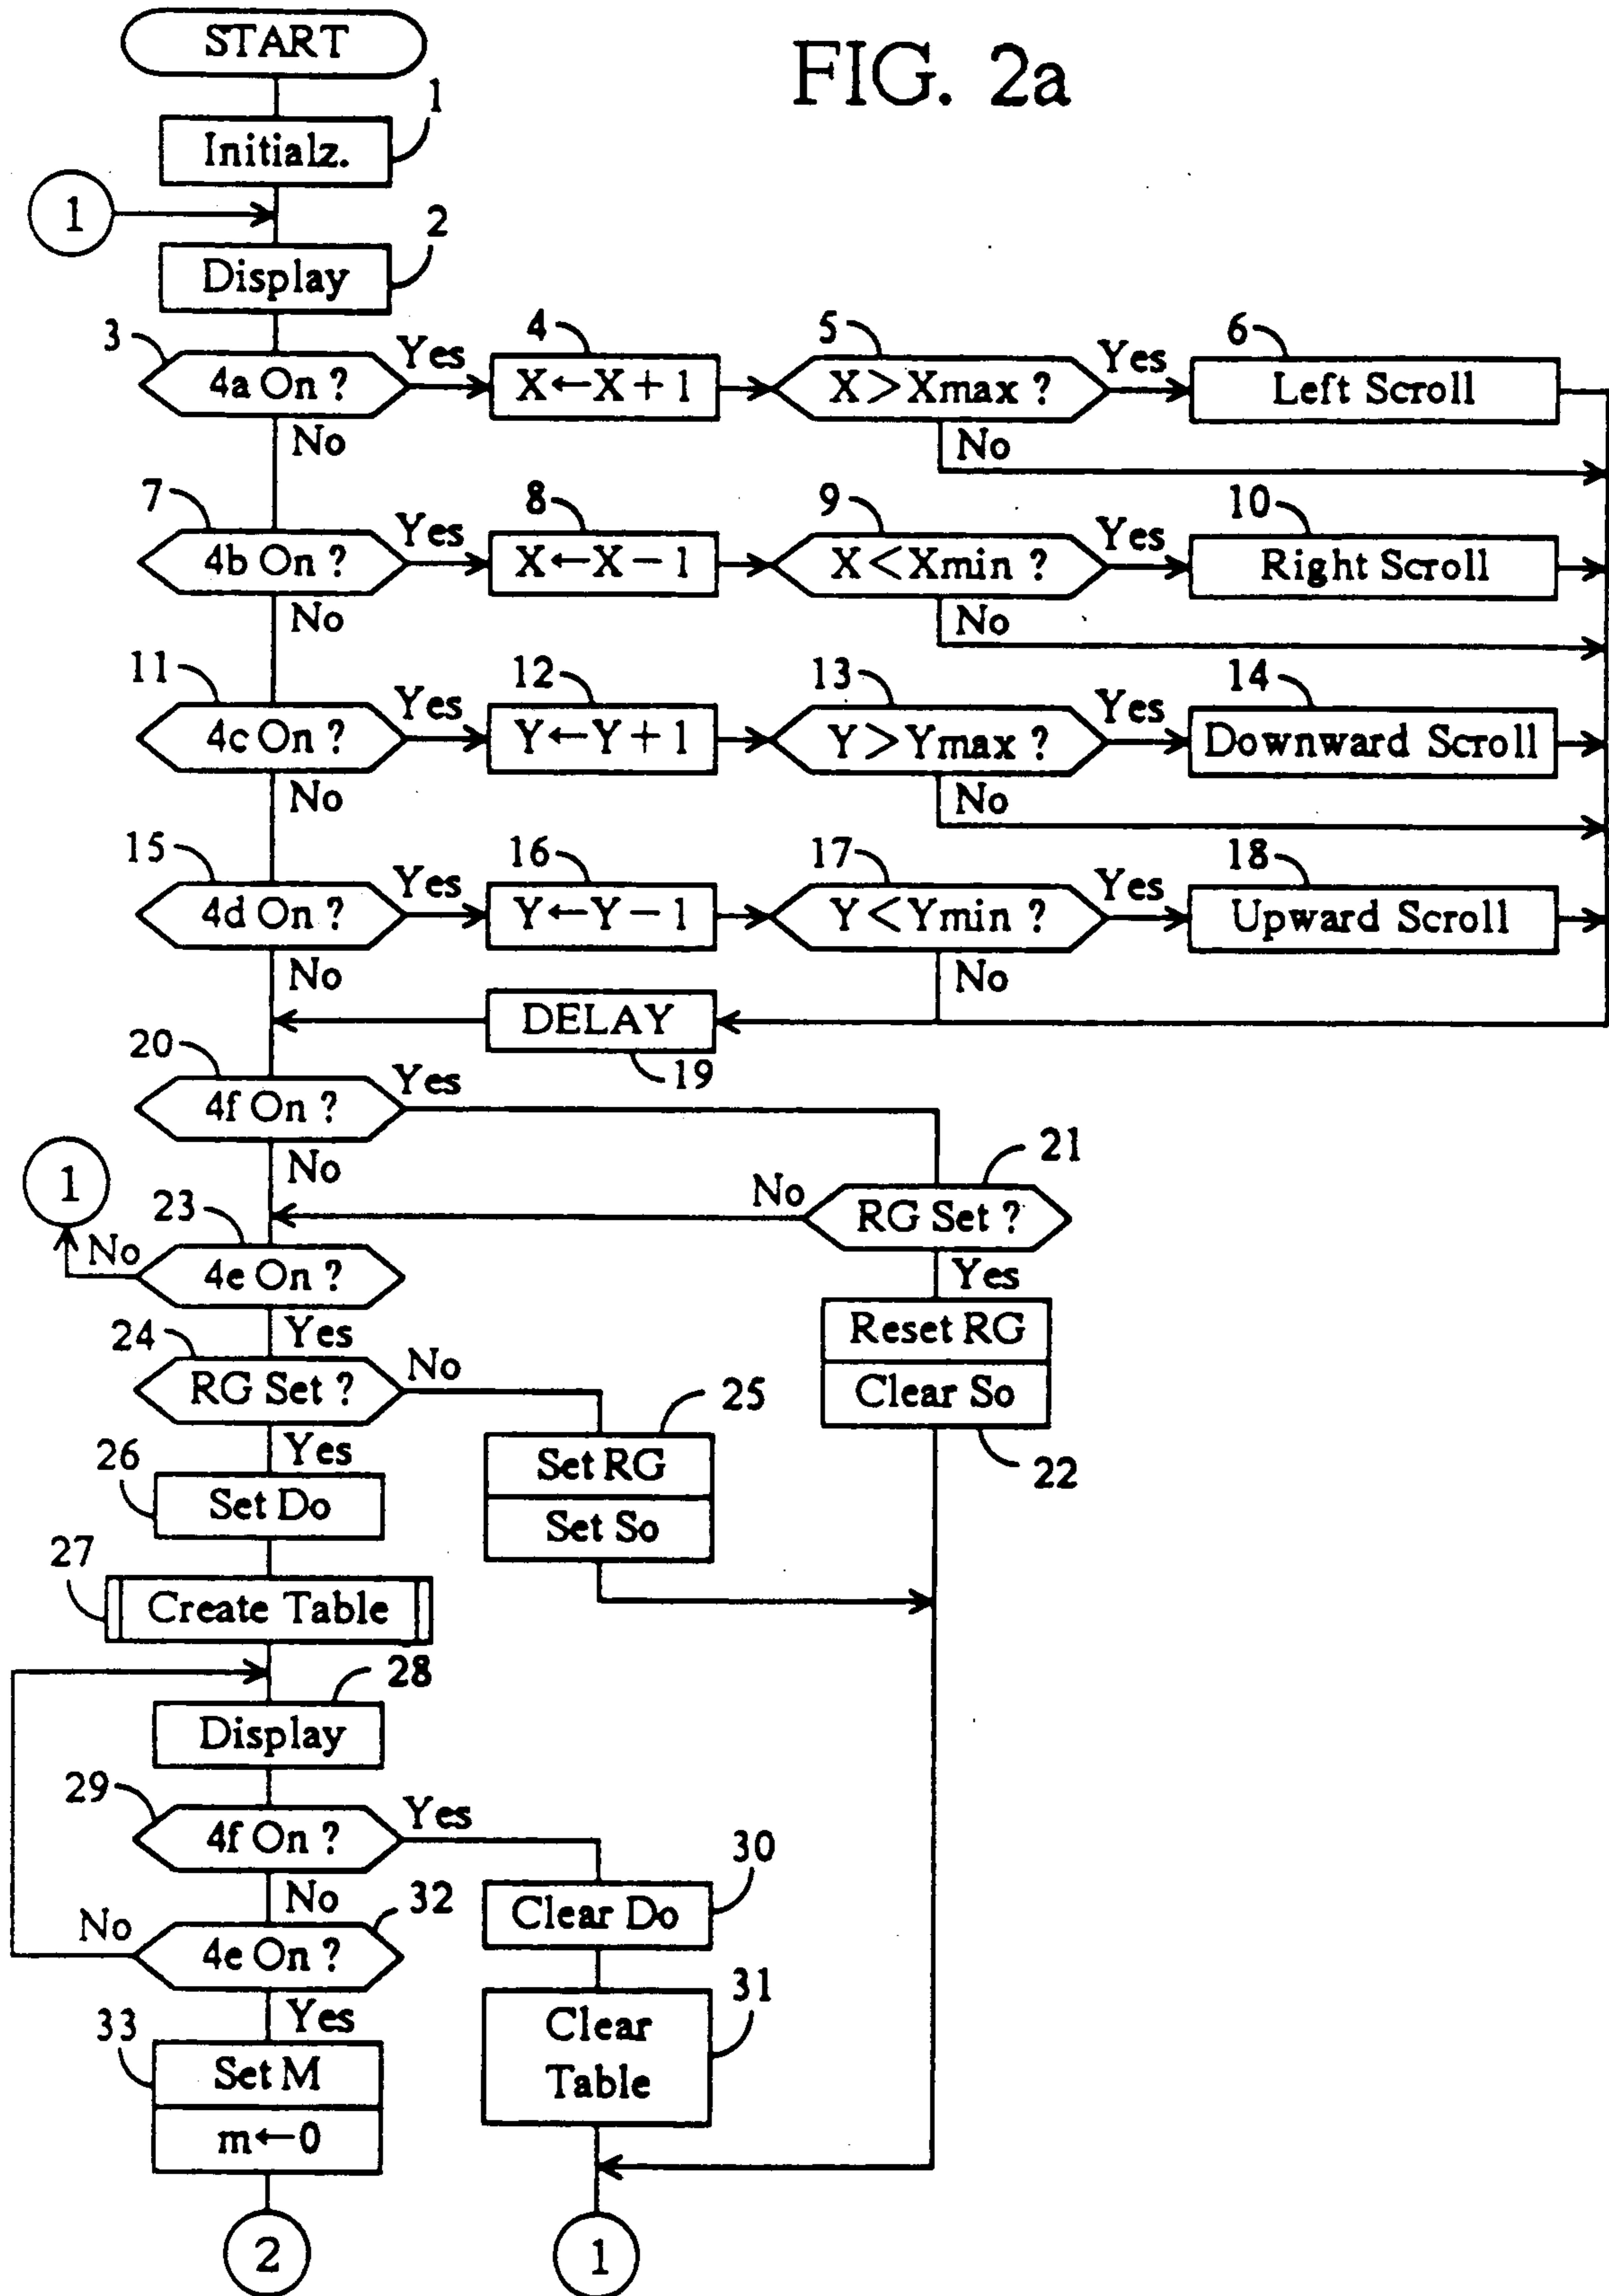 FIG. 2a
START
1
Initialz.
1
2
Display
3
4a On ?
Yes
No
4
X←X+1
5
X>Xmax ?
Yes
No
6
Left Scroll
7
4b On ?
Yes
No
8
X←X−1
9
X<Xmin ?
Yes
No
10
Right Scroll
11
4c On ?
Yes
No
12
Y←Y+1
13
Y>Ymax ?
Yes
No
14
Downward Scroll
15
4d On ?
Yes
No
16
Y←Y−1
17
Y<Ymin ?
Yes
No
18
Upward Scroll
DELAY
19
20
4f On ?
Yes
No
21
RG Set ?
No
Yes
Reset RG
Clear So
22
1
23
4e On ?
No
Yes
24
RG Set ?
No
Yes
25
Set RG
Set So
26
Set Do
27
Create Table
28
Display
29
4f On ?
Yes
No
30
Clear Do
31
Clear
Table
32
4e On ?
No
Yes
33
Set M
m←0
2
1